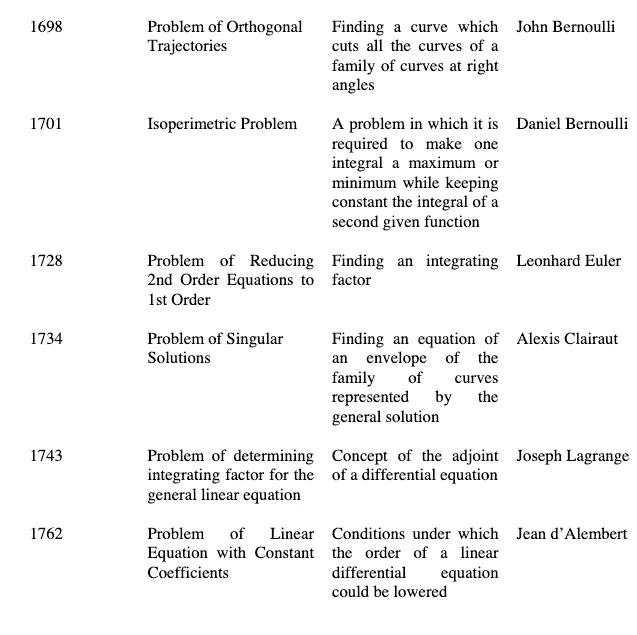 1698 Problem of Orthogonal Finding a curve which John Bernoulli
Trajectories cuts all the curves of a
family of curves at right
angles
1701 Isoperimetric Problem A problem in which it is Daniel Bernoulli
required to make one
integral a maximum or
minimum while keeping
constant the integral of a
second given function
1728 Problem of Reducing Finding an integrating Leonhard Euler
2nd Order Equations to factor
1st Order
1734 Problem of Singular Finding an equation of Alexis Clairaut
Solutions an envelope of the
family of curves
represented by the
general solution
1743 Problem of determining Concept of the adjoint Joseph Lagrange
integrating factor for the of a differential equation
general linear equation
1762 Problem of Linear Conditions under which Jean d’Alembert
Equation with Constant the order of a linear
Coefficients differential equation
could be lowered